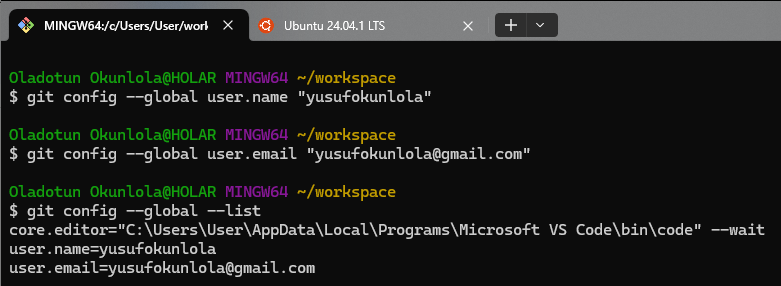 MINGW64:/c/Users/User/work
Ubuntu 24.04.1 LTS
Oladotun Okunlola@HOLAR MINGW64 ~/workspace
$ git config --global user.name "yusufokunlola"
Oladotun Okunlola@HOLAR MINGW64 ~/workspace
$ git config --global user.email "yusufokunlola@gmail.com"
Oladotun Okunlola@HOLAR MINGW64 ~/workspace
$ git config --global --list
core.editor="C:\Users\User\AppData\Local\Programs\Microsoft VS Code\bin\code" --wait
user.name=yusufokunlola
user.email=yusufokunlola@gmail.com